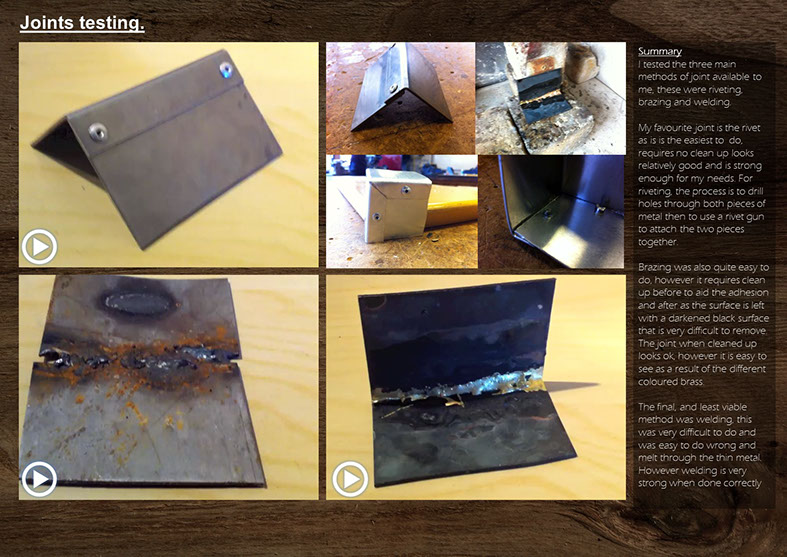 Joints testing.
Summary
I tested the three main
methods of joint available to
me, these were riveting,
brazing and welding.
My favourite joint is the rivet
as is is the easiest to do,
requires no clean up looks
relatively good and is strong
enough for my needs. For
riveting, the process is to drill
holes through both pieces of
metal then to use a rivet gun
to attach the two pieces
together.
Brazing was also quite easy to
do, however it requires clean
up before to aid the adhesion
and after as the surface is left
with a darkened black surface
that is very difficult to remove.
The joint when cleaned up
looks ok, however it is easy to
see as a result of the different
coloured brass.
The final, and least viable
method was welding, this
was very difficult to do and
was easy to do wrong and
melt through the thin metal.
However welding is very
strong when done correctly